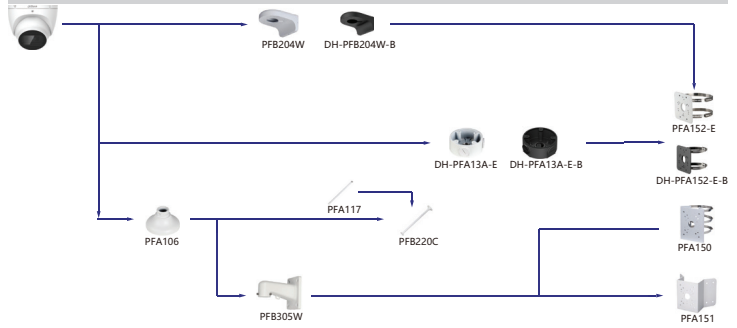 PFB204W
DH-PFB204W-B
PFA152-E
DH-PFA13A-E
DH-PFA13A-E-B
DH-PFA152-E-B
PFA117
PFA106
PFB220C
PFA150
PFB305W
PFA151